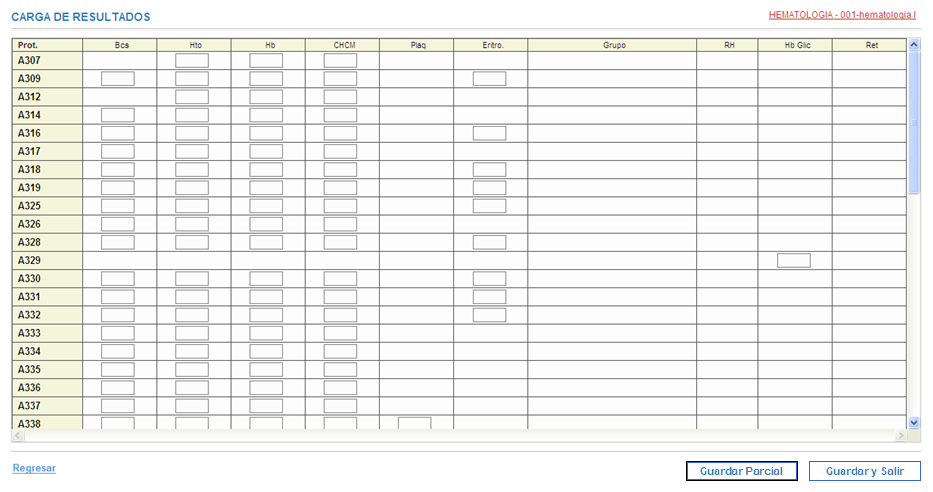 CARGA DE RESULTADOS
HEMATOLOGIA - 001-hematologia I
Prot. Bcs Hto Hb CHCM Plaq Eritro. Grupo RH Hb Glic Ret
A307
A309
A312
A314
A316
A317
A318
A319
A325
A326
A328
A329
A330
A331
A332
A333
A334
A335
A336
A337
A338
Regresar
Guardar Parcial
Guardar y Salir